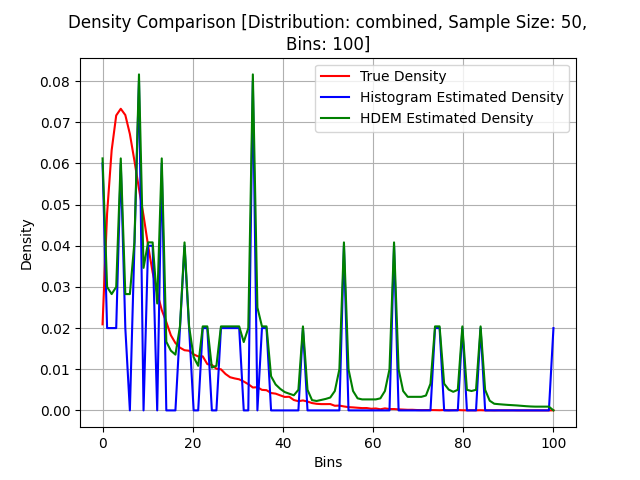 Density Comparison [Distribution: combined, Sample Size: 50,
Bins: 100]
True Density
Histogram Estimated Density
HDEM Estimated Density
Density
0.08
0.07
0.06
0.05
0.04
0.03
0.02
0.01
0.00
0 20 40 60 80 100
Bins